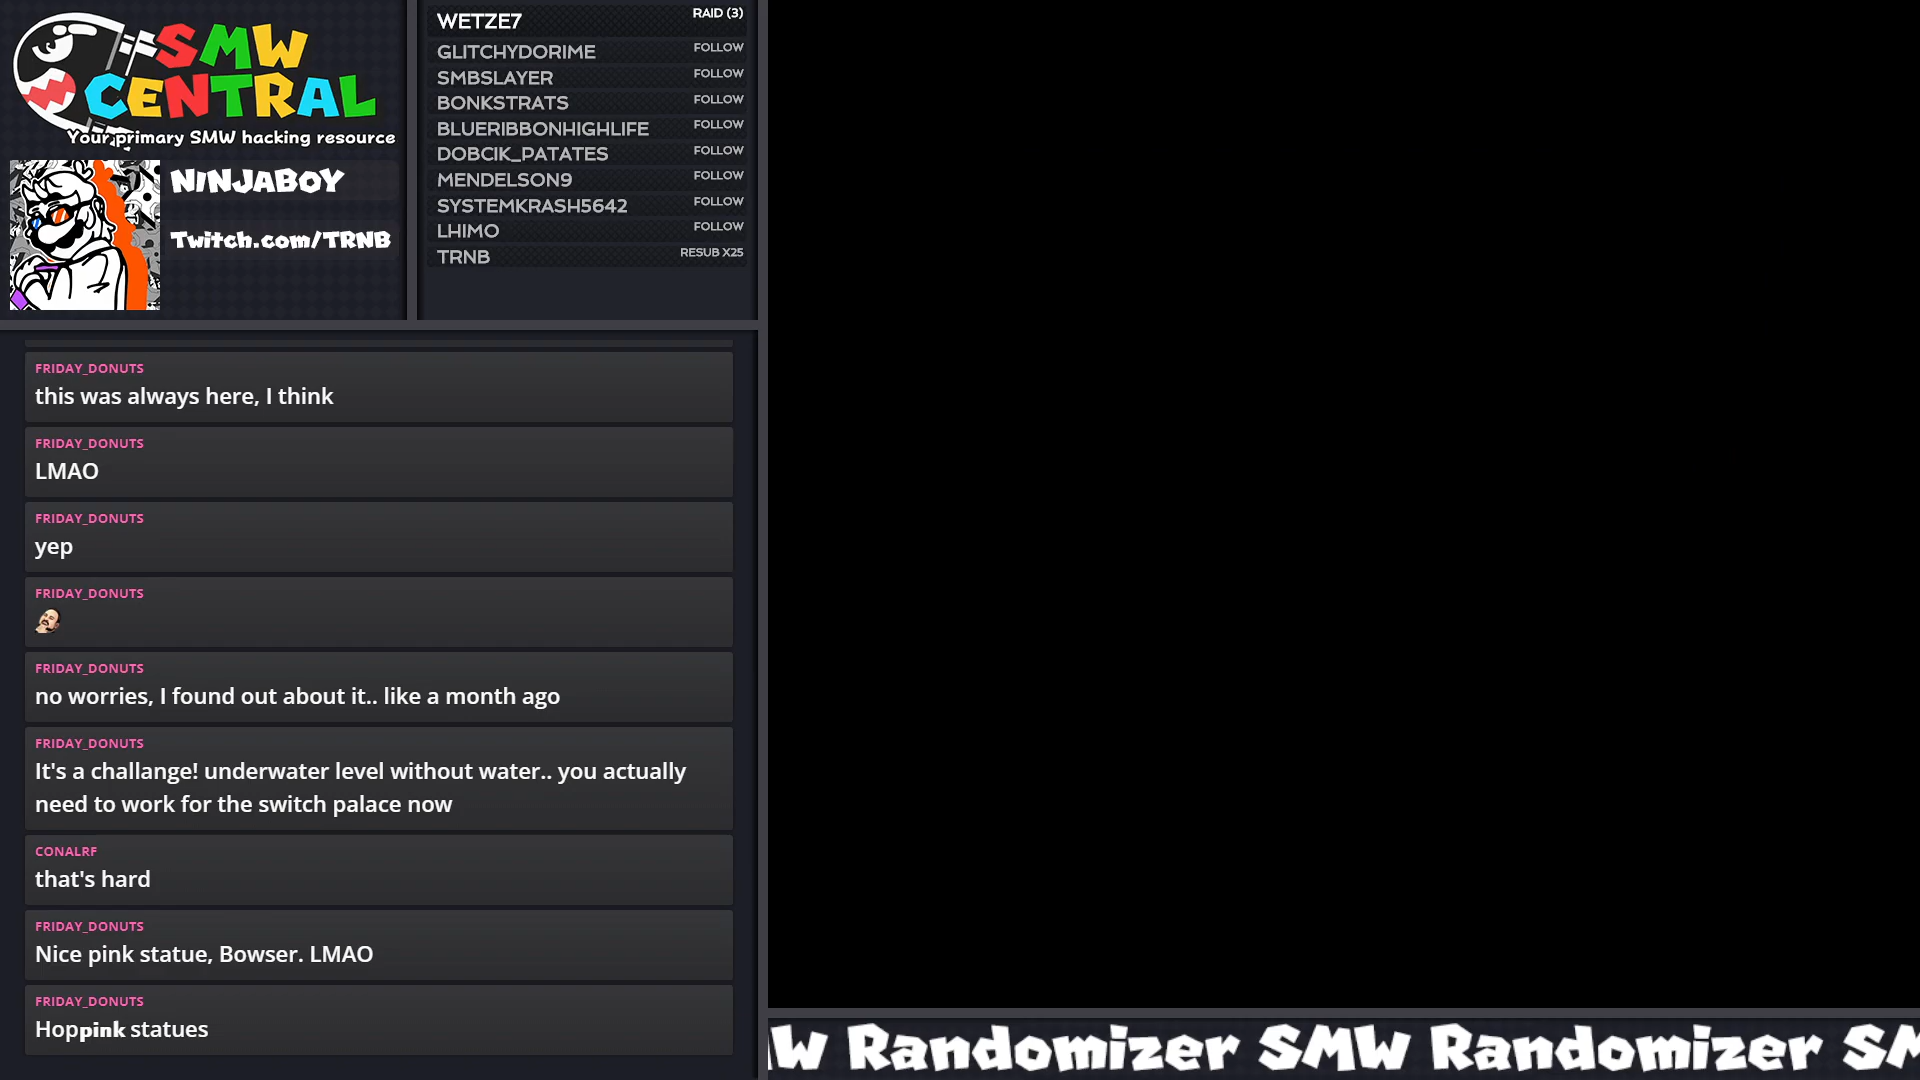 SMW
CENTRAL
Your primary SMW hacking resource
NINJABOY
Twitch.com/TRNB
WETZE7 RAID (3)
GLITCHYDORIME FOLLOW
SMBSLAYER FOLLOW
BONKSTRATS FOLLOW
BLUERIBBONHIGHLIFE FOLLOW
DOBCIK_PATATES FOLLOW
MENDELSON9 FOLLOW
SYSTEMKRASH5642 FOLLOW
LHIMO FOLLOW
TRNB RESUB X25
FRIDAY_DONUTS
this was always here, I think
FRIDAY_DONUTS
LMAO
FRIDAY_DONUTS
yep
FRIDAY_DONUTS
FRIDAY_DONUTS
no worries, I found out about it.. like a month ago
FRIDAY_DONUTS
It's a challange! underwater level without water.. you actually
need to work for the switch palace now
CONALRF
that's hard
FRIDAY_DONUTS
Nice pink statue, Bowser. LMAO
FRIDAY_DONUTS
Hoppink statues
W Randomizer SMW Randomizer SM